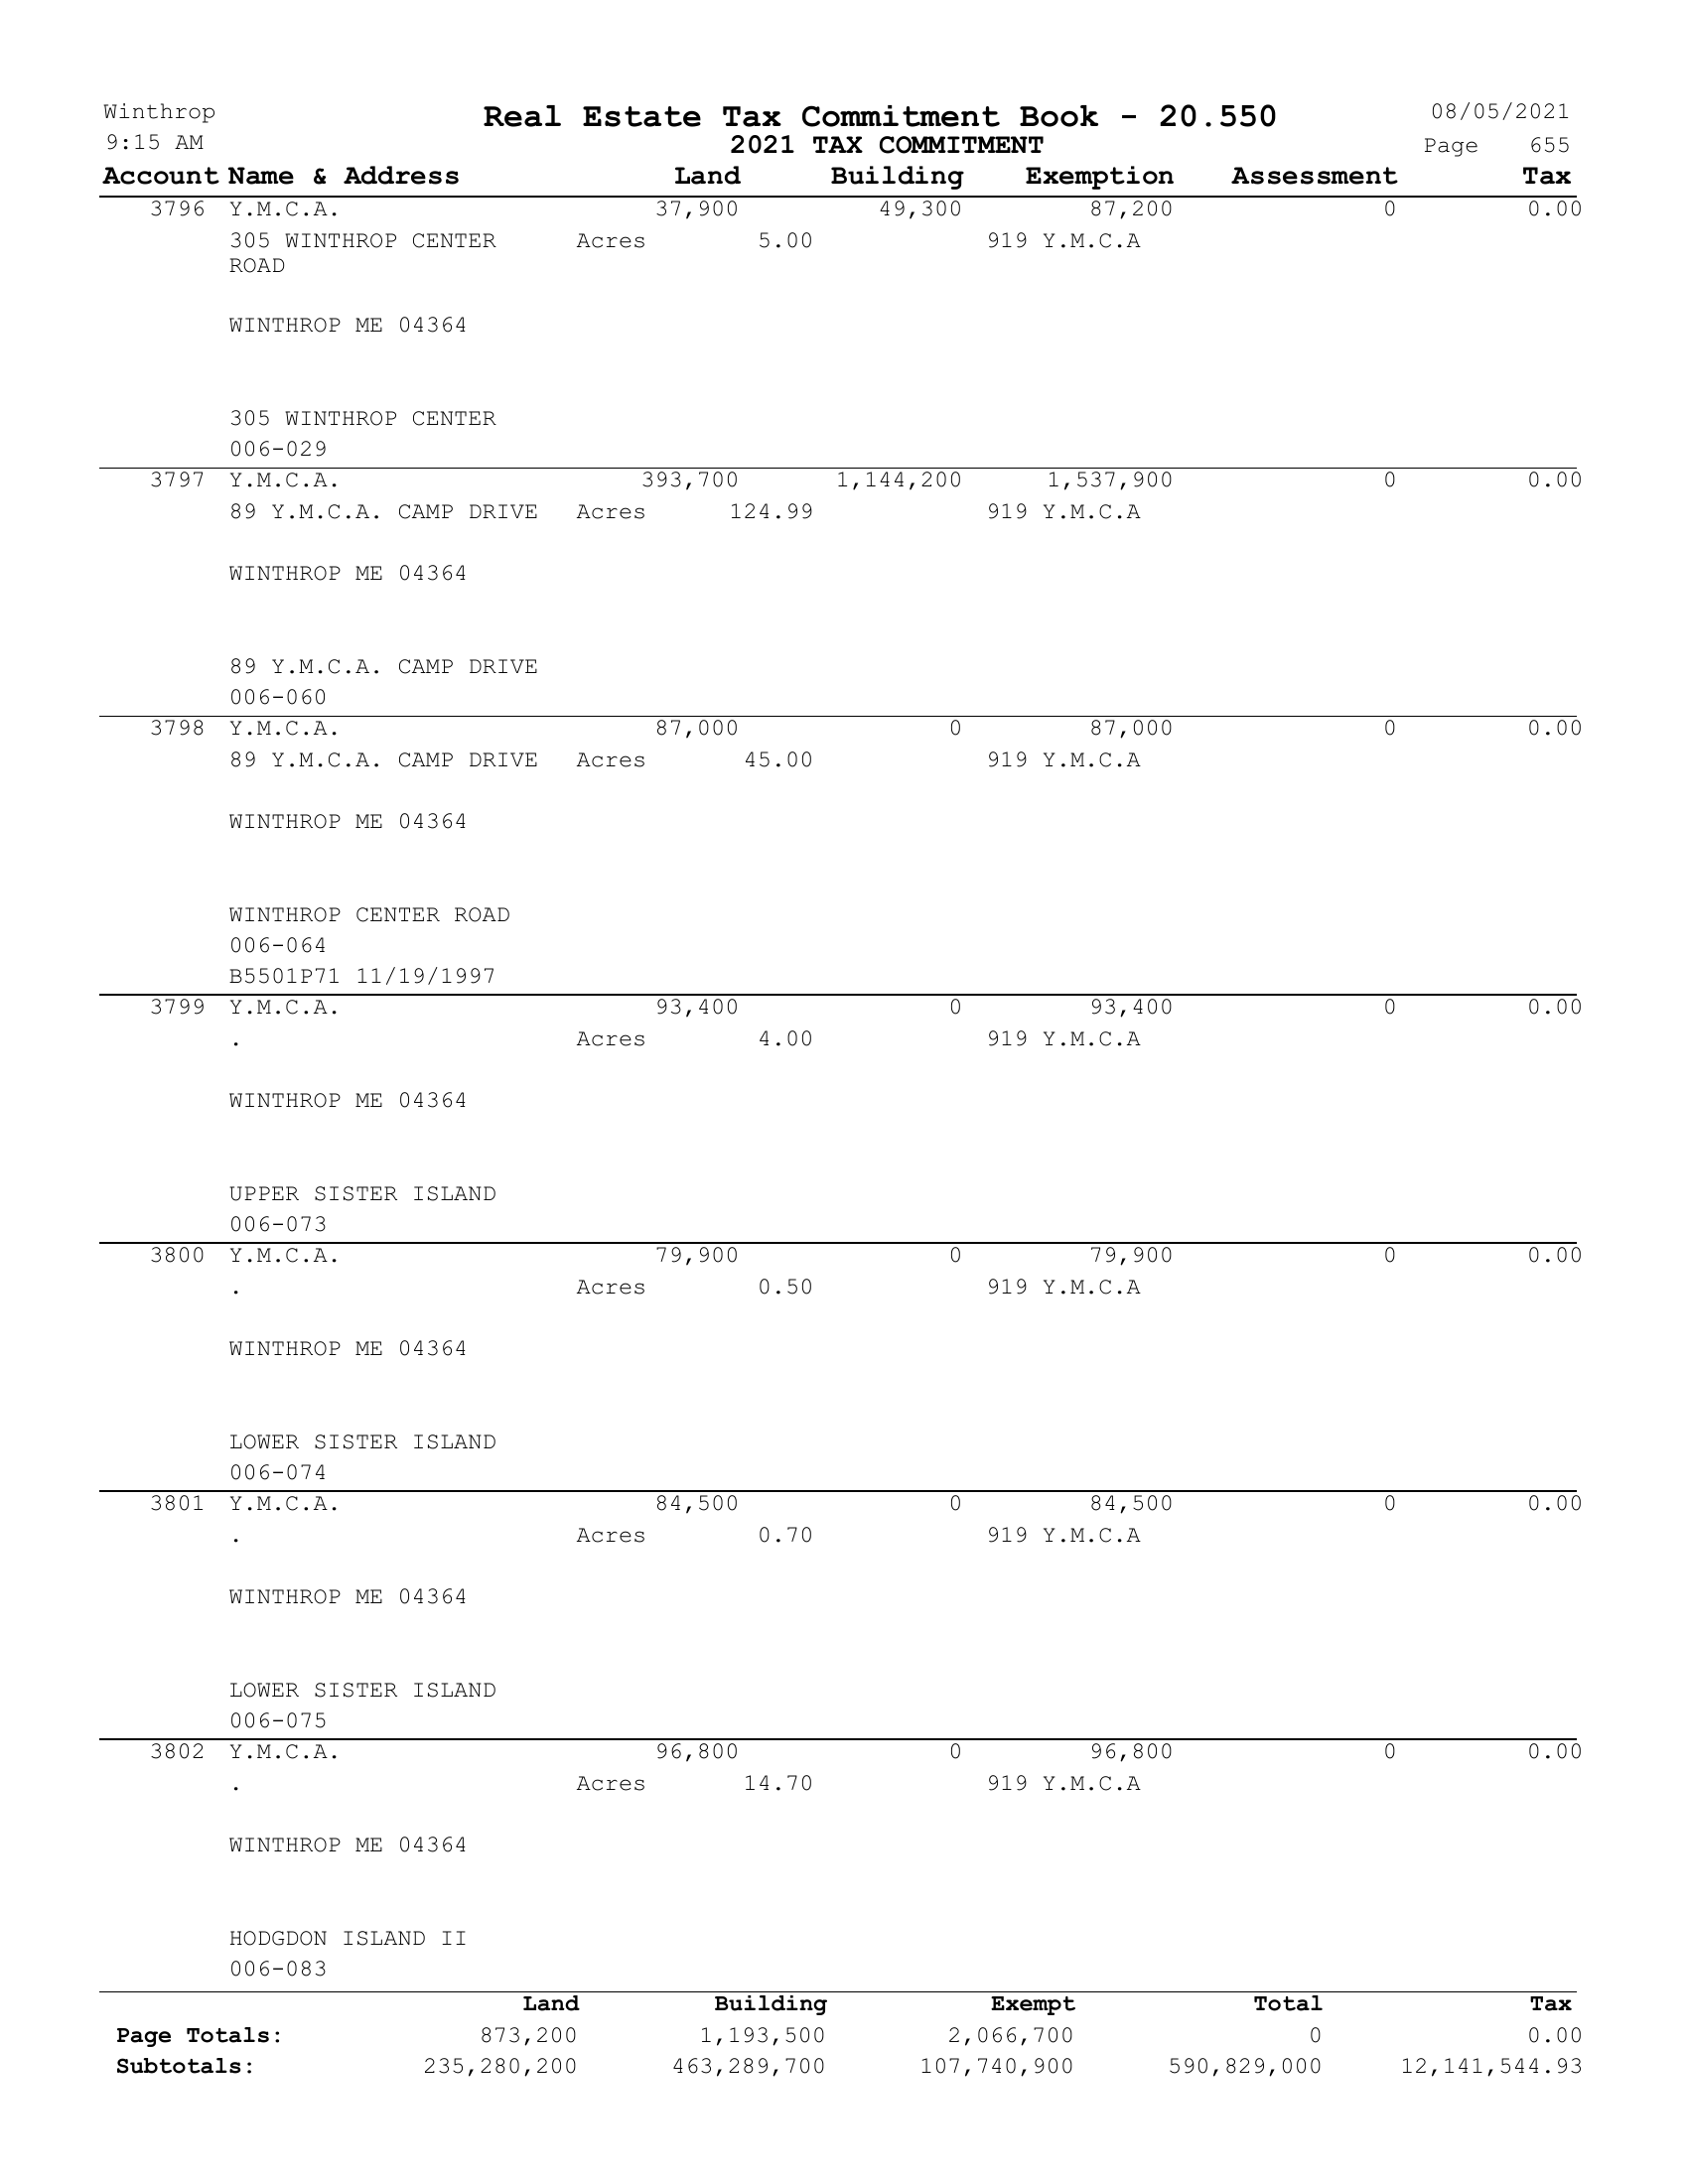 Winthrop Real Estate Tax Commitment Book - 20.550 08/05/2021
9:15 AM 2021 TAX COMMITMENT Page 655
Account Name & Address Land Building Exemption Assessment Tax
3796 Y.M.C.A. 37,900 49,300 87,200 0 0.00
305 WINTHROP CENTER Acres 5.00 919 Y.M.C.A
ROAD
WINTHROP ME 04364
305 WINTHROP CENTER
006-029
3797 Y.M.C.A. 393,700 1,144,200 1,537,900 0 0.00
89 Y.M.C.A. CAMP DRIVE Acres 124.99 919 Y.M.C.A
WINTHROP ME 04364
89 Y.M.C.A. CAMP DRIVE
006-060
3798 Y.M.C.A. 87,000 0 87,000 0 0.00
89 Y.M.C.A. CAMP DRIVE Acres 45.00 919 Y.M.C.A
WINTHROP ME 04364
WINTHROP CENTER ROAD
006-064
B5501P71 11/19/1997
3799 Y.M.C.A. 93,400 0 93,400 0 0.00
. Acres 4.00 919 Y.M.C.A
WINTHROP ME 04364
UPPER SISTER ISLAND
006-073
3800 Y.M.C.A. 79,900 0 79,900 0 0.00
. Acres 0.50 919 Y.M.C.A
WINTHROP ME 04364
LOWER SISTER ISLAND
006-074
3801 Y.M.C.A. 84,500 0 84,500 0 0.00
. Acres 0.70 919 Y.M.C.A
WINTHROP ME 04364
LOWER SISTER ISLAND
006-075
3802 Y.M.C.A. 96,800 0 96,800 0 0.00
. Acres 14.70 919 Y.M.C.A
WINTHROP ME 04364
HODGDON ISLAND II
006-083
Land Building Exempt Total Tax
Page Totals: 873,200 1,193,500 2,066,700 0 0.00
Subtotals: 235,280,200 463,289,700 107,740,900 590,829,000 12,141,544.93